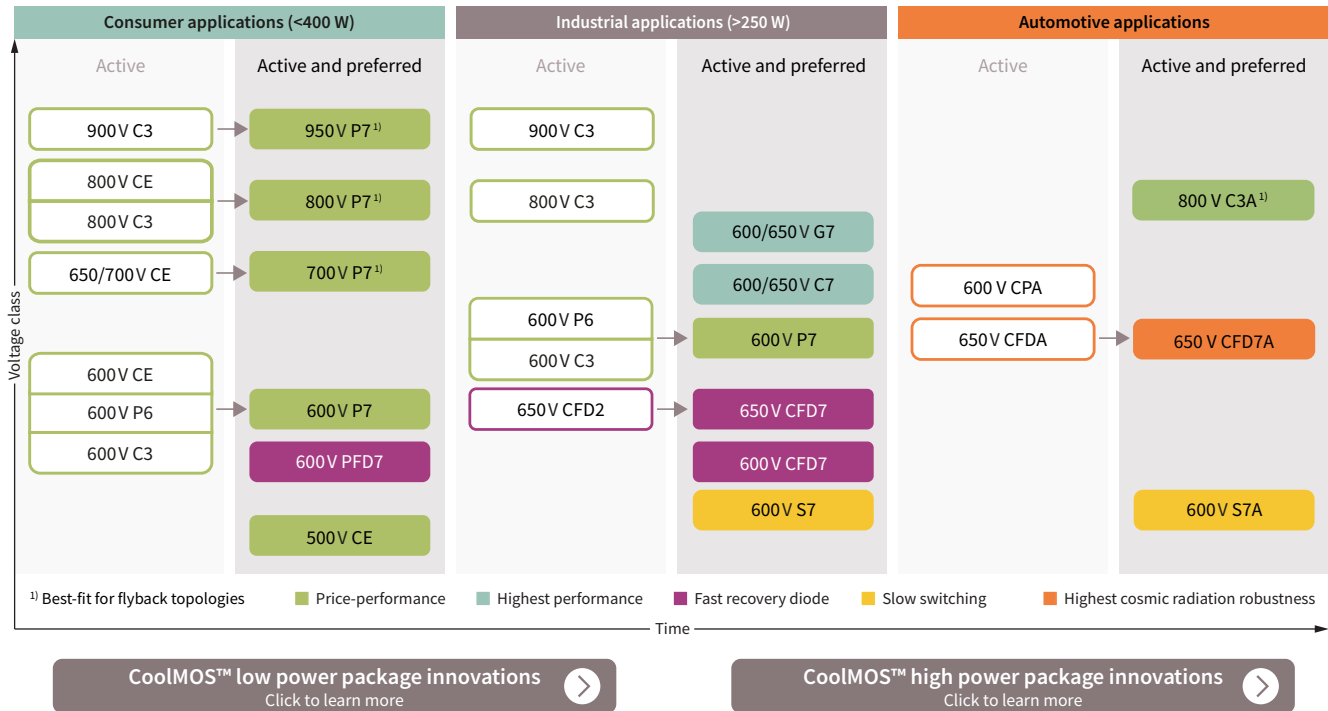 Consumer applications (<400 W)
Industrial applications (>250 W)
Automotive applications
Active
Active and preferred
Active
Active and preferred
Active
Active and preferred
Voltage class
900 V C3
950 V P7 1)
800 V CE
800 V C3
800 V P7 1)
650/700 V CE
700 V P7 1)
600 V CE
600 V P6
600 V C3
600 V P7
600 V PFD7
500 V CE
900 V C3
800 V C3
600/650 V G7
600/650 V C7
600 V P6
600 V C3
600 V P7
650 V CFD2
650 V CFD7
600 V CFD7
600 V S7
800 V C3A 1)
600 V CPA
650 V CFDA
650 V CFD7A
600 V S7A
1) Best-fit for flyback topologies
Price-performance
Highest performance
Fast recovery diode
Slow switching
Highest cosmic radiation robustness
Time
CoolMOS™ low power package innovations
Click to learn more
CoolMOS™ high power package innovations
Click to learn more